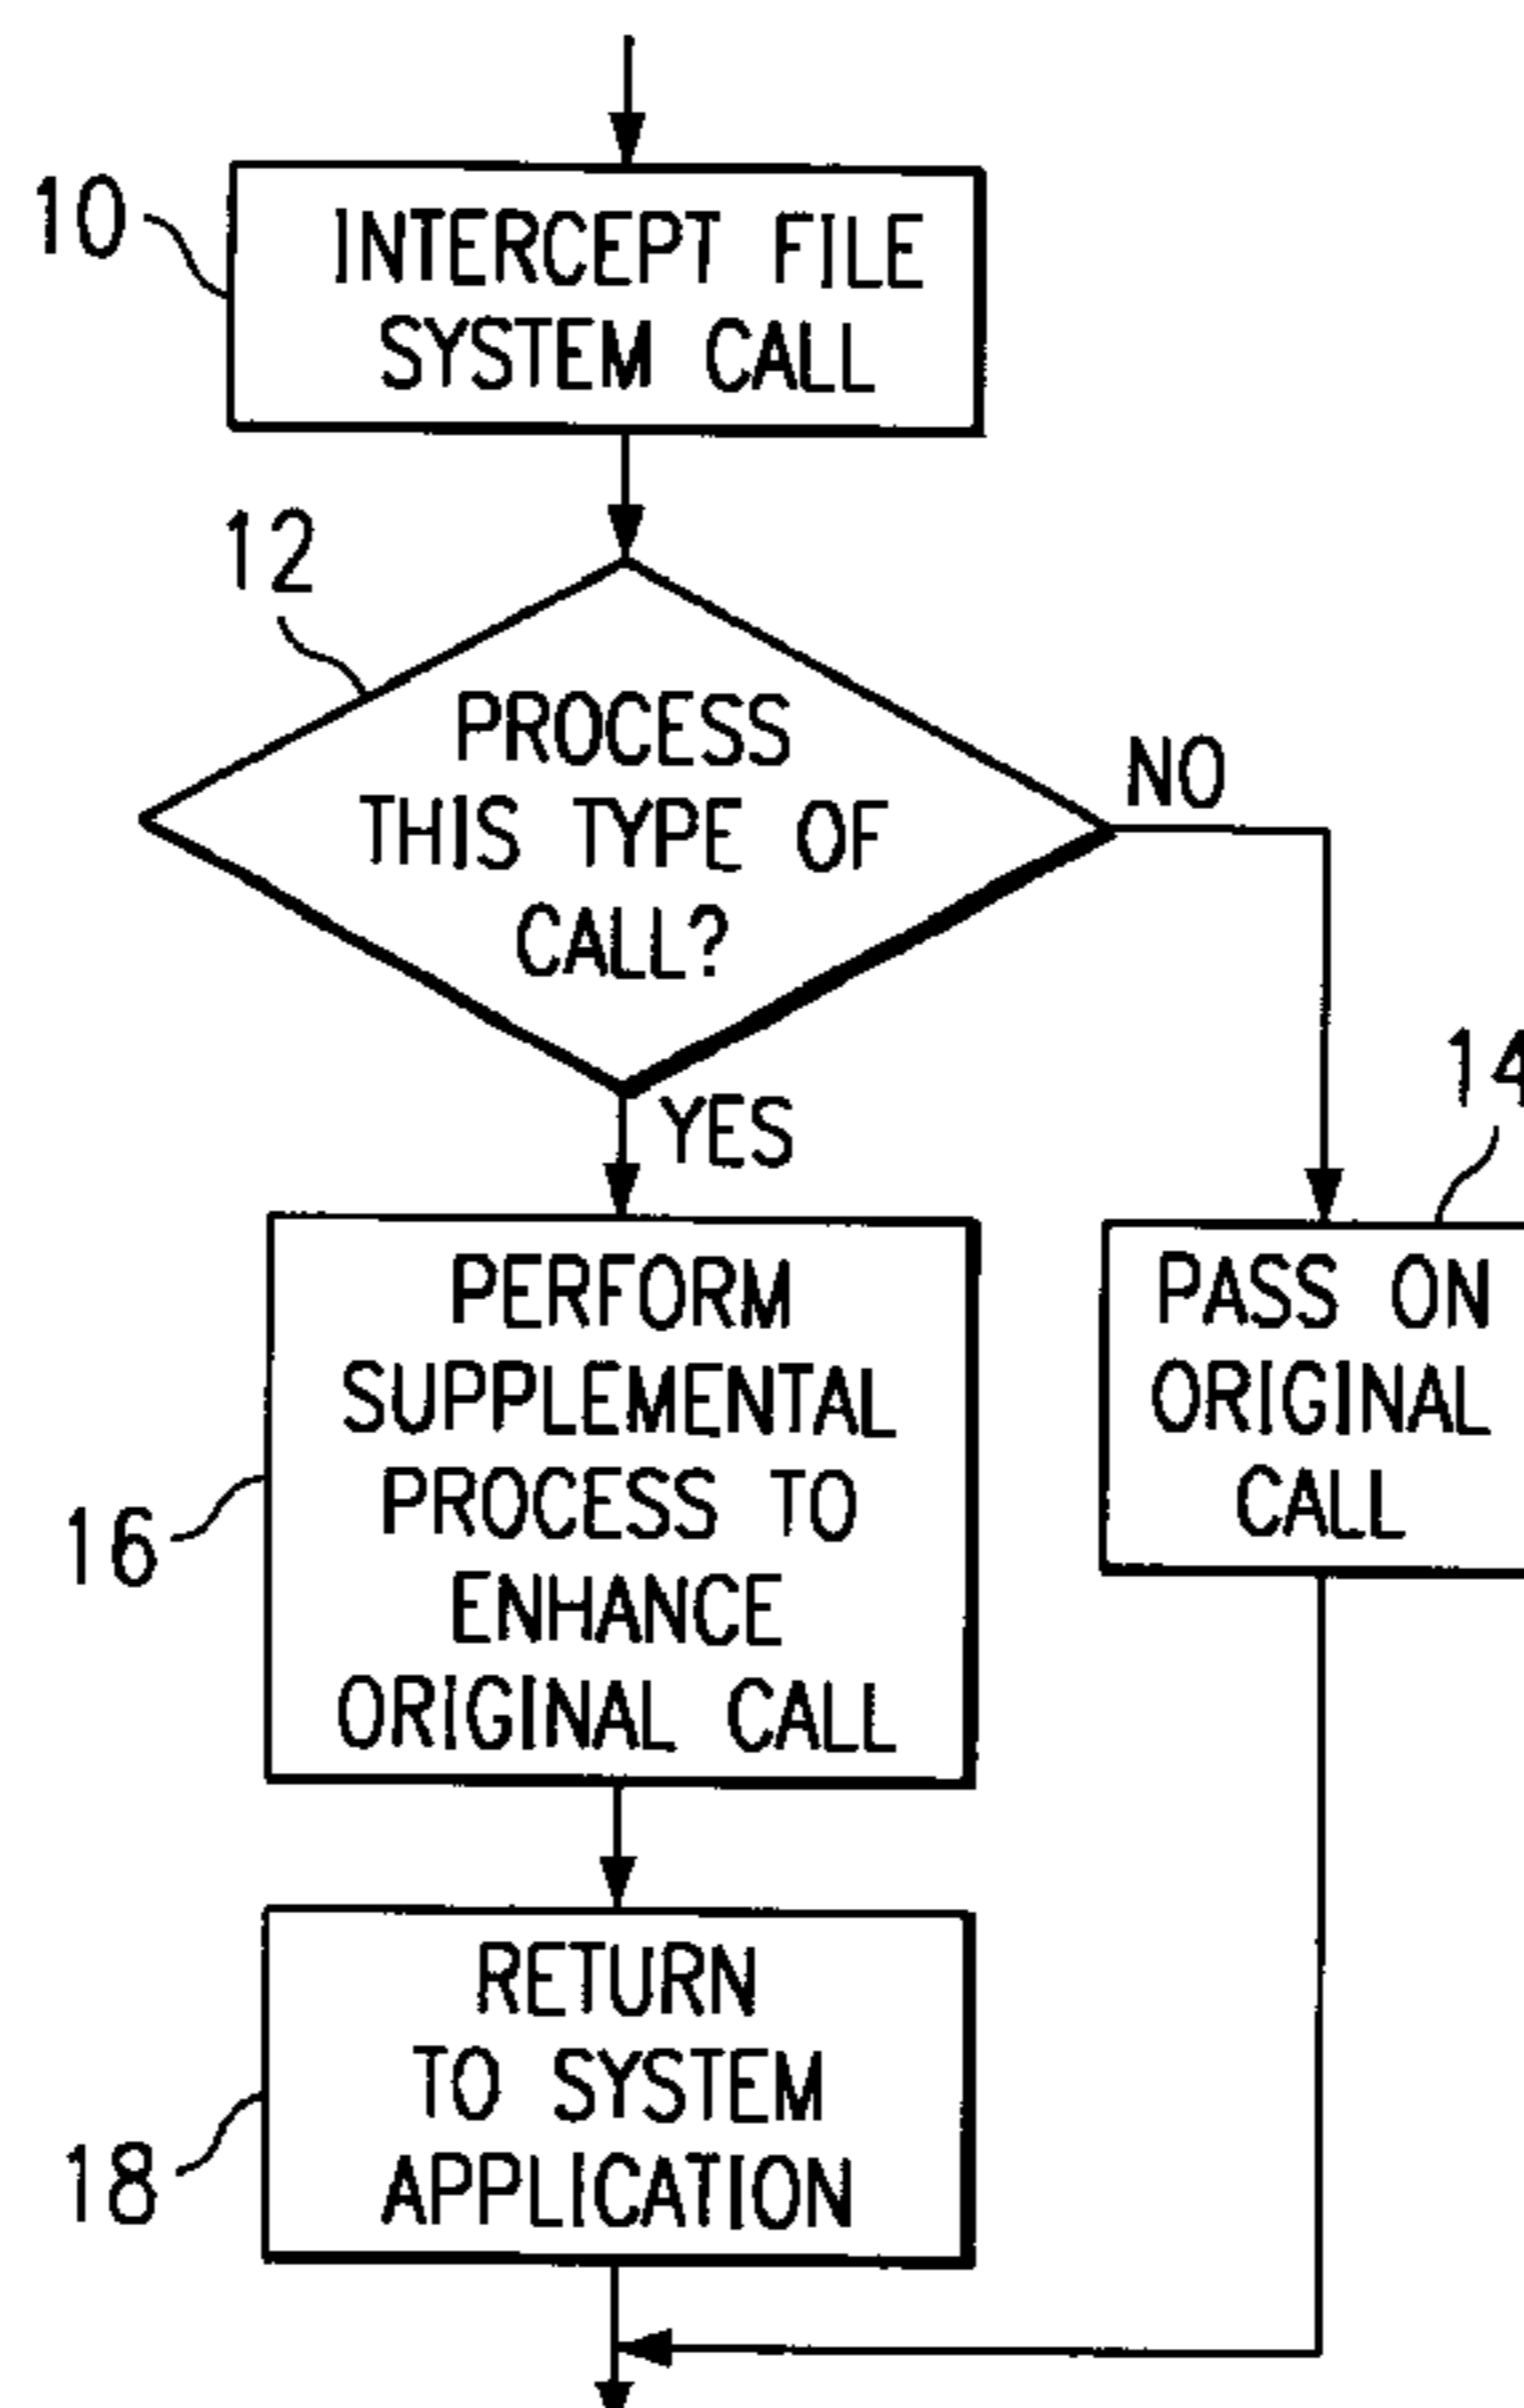 10
INTERCEPT FILE
SYSTEM CALL
12
PROCESS
THIS TYPE OF
CALL?
NO
YES
14
PERFORM
SUPPLEMENTAL
PROCESS TO
ENHANCE
ORIGINAL CALL
16
PASS ON
ORIGINAL
CALL
RETURN
TO SYSTEM
APPLICATION
18